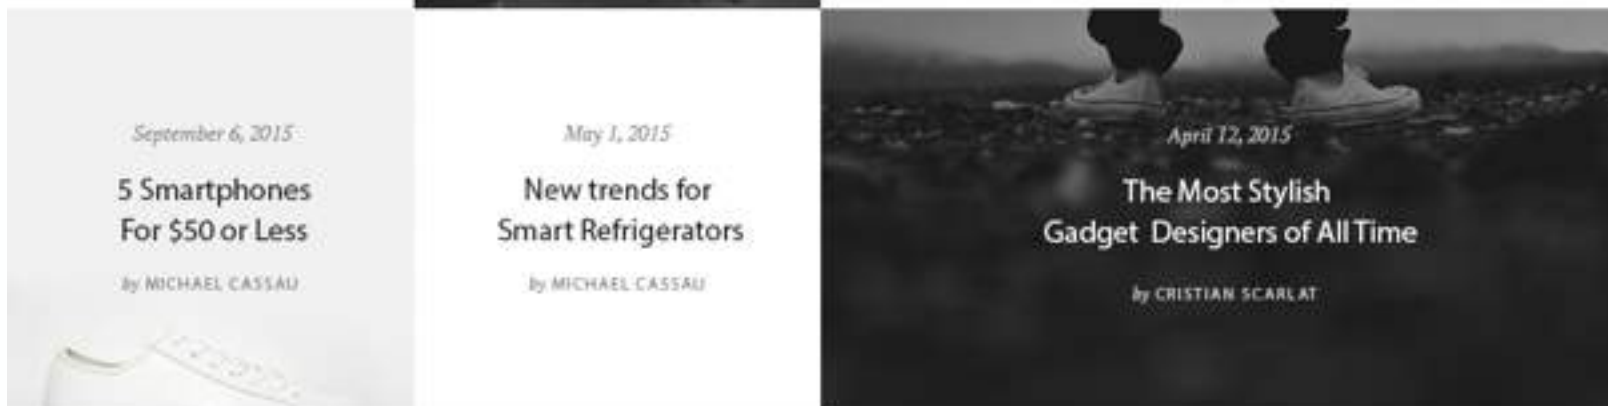 September 6, 2015
5 Smartphones
For $50 or Less
by MICHAEL CASSAU
May 1, 2015
New trends for
Smart Refrigerators
by MICHAEL CASSAU
April 12, 2015
The Most Stylish
Gadget Designers of All Time
by CRISTIAN SCARLAT